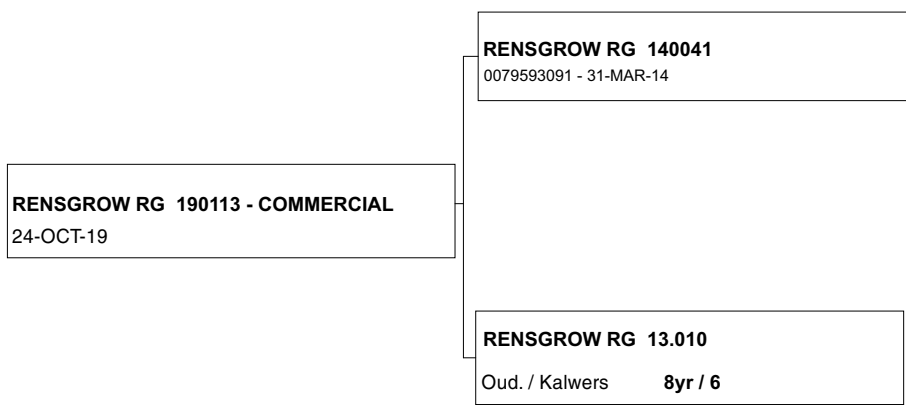 RENSGROW RG 140041
0079593091 - 31-MAR-14
RENSGROW RG 190113 - COMMERCIAL
24-OCT-19
RENSGROW RG 13.010
Oud. / Kalwers 8yr / 6